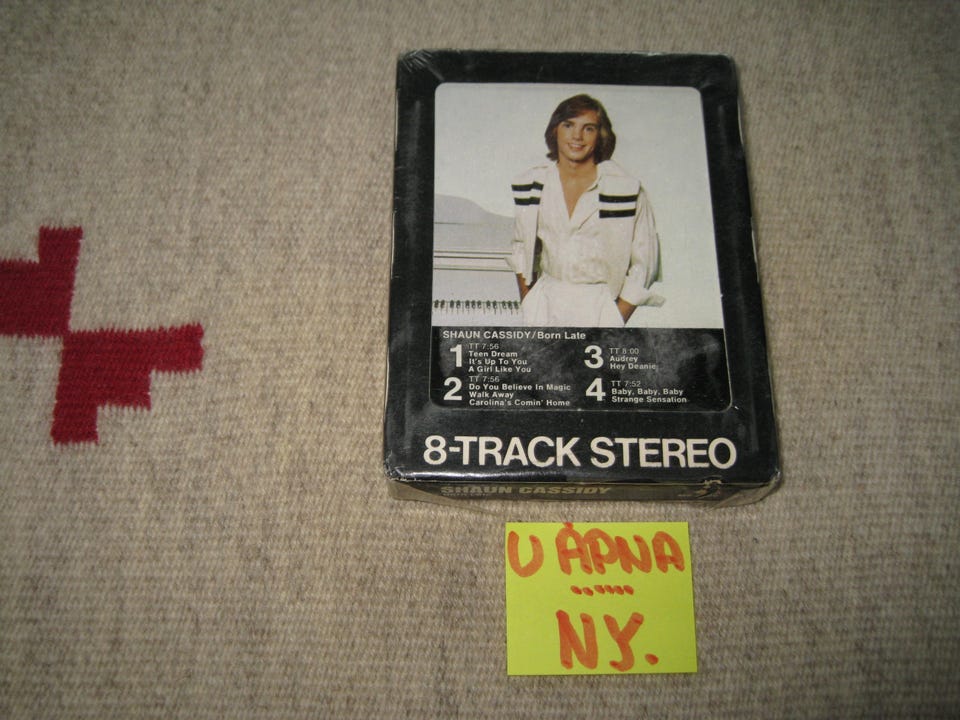 SHAUN CASSIDY/Born Late
1 TT 7:56
Teen Dream
It's Up To You
A Girl Like You
2 TT 7:56
Do You Believe In Magic
Walk Away
Carolina's Comin' Home
3 TT 8:00
Audrey
Hey Deanie
4 TT 7:52
Baby, Baby, Baby
Strange Sensation
8-TRACK STEREO
SHAUN CASSIDY
OÅPNA
NY.